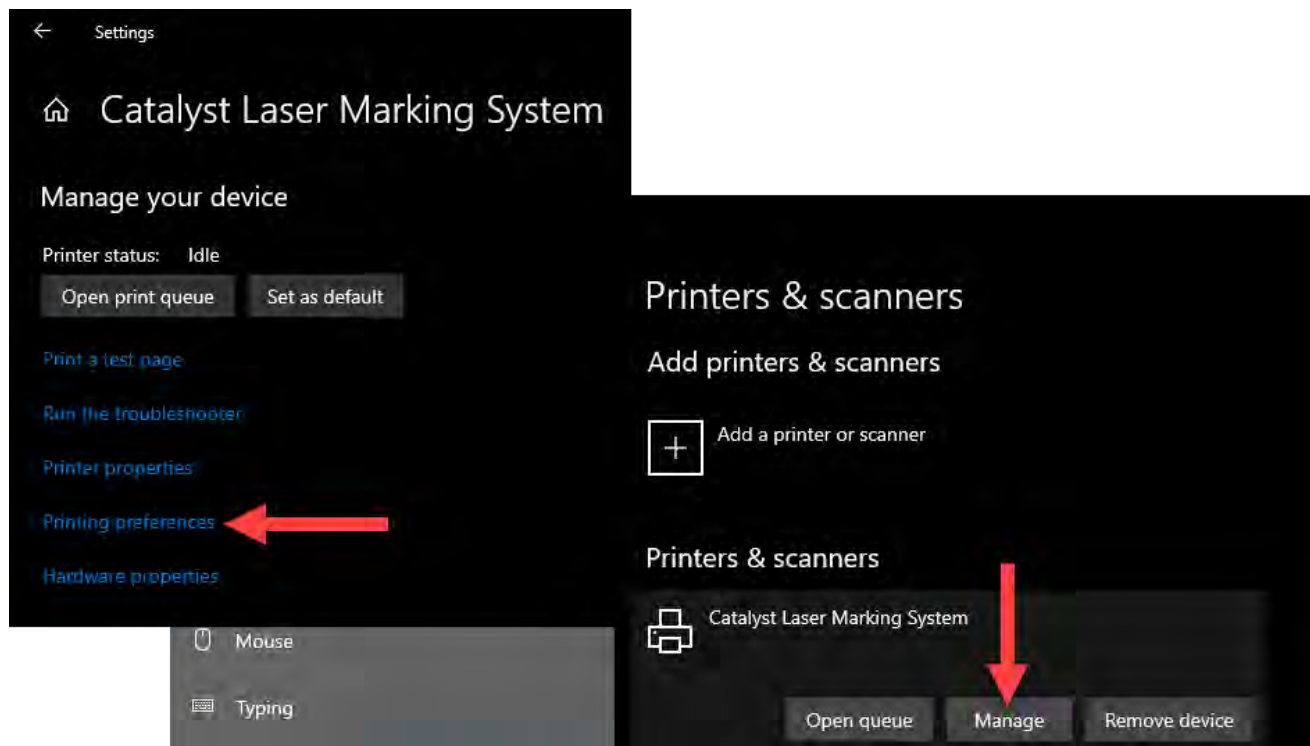 Settings
Catalyst Laser Marking System
Manage your device
Printer status: Idle
Open print queue Set as default
Print a test page
Run the troubleshooter
Printer properties
Printing preferences
Hardware properties
Mouse
Typing
Printers & scanners
Add printers & scanners
Add a printer or scanner
Printers & scanners
Catalyst Laser Marking System
Open queue Manage Remove device